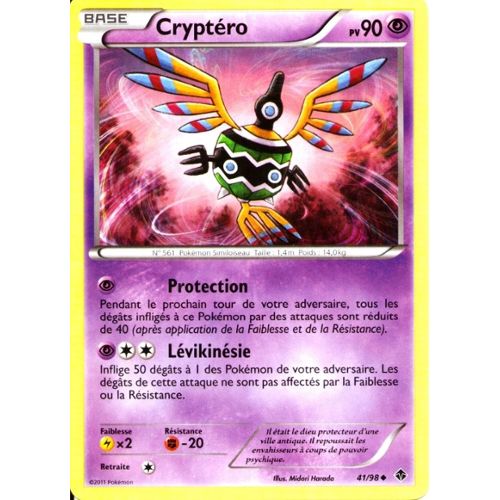 BASE
Cryptéro
PV 90
N° 561 Pokémon Similoiseau Taille : 1,4m Poids : 14,0kg
Protection
Pendant le prochain tour de votre adversaire, tous les
dégâts infligés à ce Pokémon par des attaques sont réduits
de 40 (après application de la Faiblesse et de la Résistance).
Lévikinésie
Inflige 50 dégâts à 1 des Pokémon de votre adversaire. Les
dégâts de cette attaque ne sont pas affectés par la Faiblesse
ou la Résistance.
Faiblesse
×2
Résistance
-20
Retraite
Il était le dieu protecteur d'une
ville antique. Il repoussait les
envahisseurs à coups de pouvoir
psychique.
©2011 Pokémon
Illus. Midori Harada
41/98